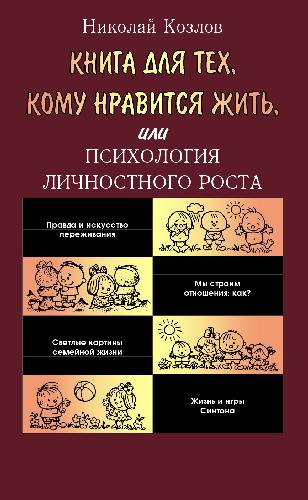 Николай Козлов
КНИГА ДЛЯ ТЕХ,
КОМУ НРАВИТСЯ ЖИТЬ,
ИЛИ
ПСИХОЛОГИЯ
ЛИЧНОСТНОГО РОСТА
Правда и искусство
переживания
Мы строим
отношения: как?
Светлые картины
семейной жизни
Жизнь и игры
Синтона